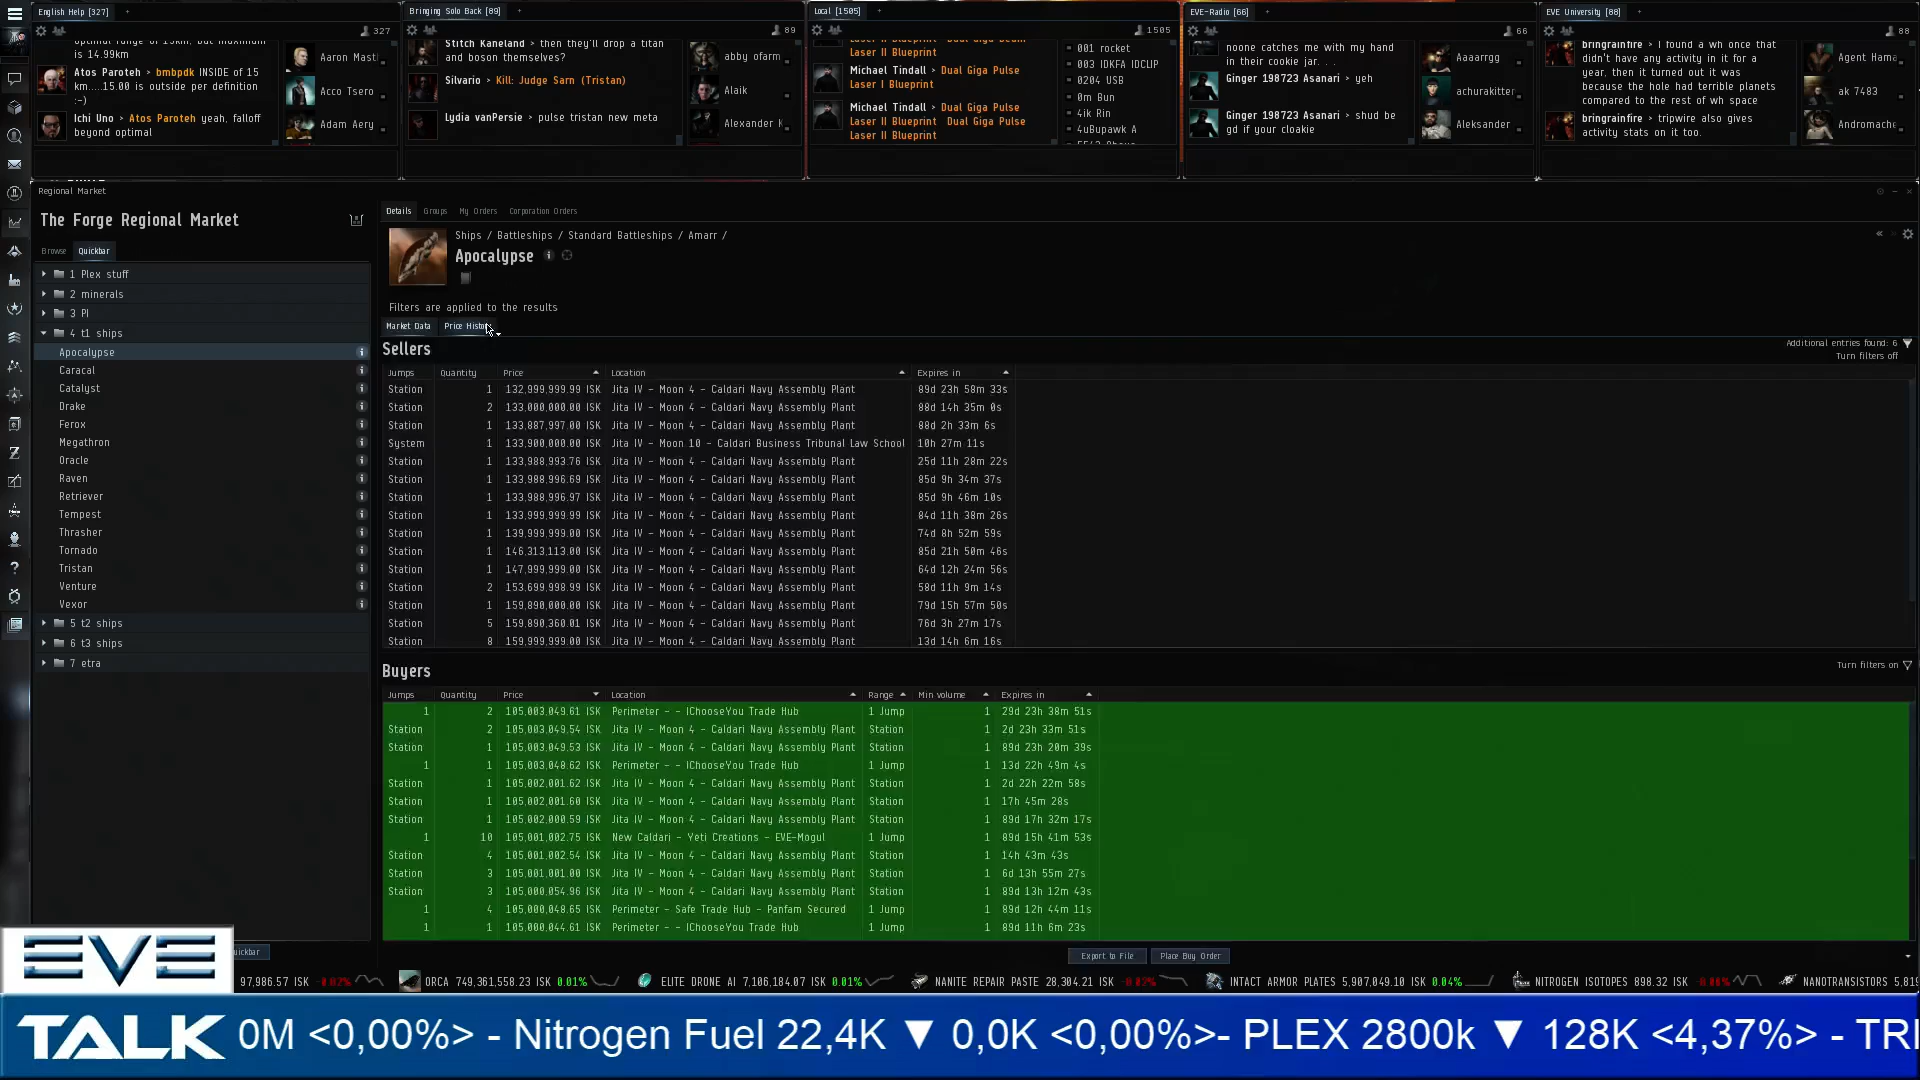 English Help [327]
327
optimal range of 15km, but maximum
is 14.99km
Atos Paroteh > bmbpdk INSIDE of 15
km.....15.00 is outside per definition
:-)
Ichi Uno > Atos Paroteh yeah, falloff
beyond optimal
Aaron Mast
Acco Tsero
Adam Aery
Bringing Solo Back [89]
89
Stitch Kaneland > then they'll drop a titan
and boson themselves?
Silvario > Kill: Judge Sarn (Tristan)
Lydia vanPersie > pulse tristan new meta
abby ofarm
Alaik
Alexander
Local [1505]
1505
Laser II Blueprint
Michael Tindall > Dual Giga Pulse
Laser I Blueprint
Michael Tindall > Dual Giga Pulse
Laser II Blueprint Dual Giga Pulse
Laser II Blueprint
001 rocket
003 IDKFA IDCLIP
0204 USB
0m Bun
4ik Rin
4uBupawk A
EVE-Radio [66]
66
noone catches me with my hand
in their cookie jar. . .
Ginger 198723 Asanari > yeh
Ginger 198723 Asanari > shud be
gd if your cloakie
Aaaarrgg
achurakitter
Aleksander
EVE University [88]
88
bringrainfire > I found a wh once that
didn't have any activity in it for a
year, then it turned out it was
because the hole had terrible planets
compared to the rest of wh space
bringrainfire > tripwire also gives
activity stats on it too.
Agent Hama
ak 7483
Andromache
Regional Market
The Forge Regional Market
Browse Quickbar
1 Plex stuff
2 minerals
3 PI
4 t1 ships
Apocalypse
Caracal
Catalyst
Drake
Ferox
Megathron
Oracle
Raven
Retriever
Tempest
Thrasher
Tornado
Tristan
Venture
Vexor
5 t2 ships
6 t3 ships
7 etra
Details Groups My Orders Corporation Orders
Ships / Battleships / Standard Battleships / Amarr /
Apocalypse
Filters are applied to the results
Market Data Price History
Sellers
Additional entries found: 6
Turn filters off
Jumps Quantity Price Location Expires in
Station 1 132,999,999.99 ISK Jita IV - Moon 4 - Caldari Navy Assembly Plant 89d 23h 58m 33s
Station 2 133,000,000.00 ISK Jita IV - Moon 4 - Caldari Navy Assembly Plant 88d 14h 35m 0s
Station 1 133,887,997.00 ISK Jita IV - Moon 4 - Caldari Navy Assembly Plant 88d 2h 33m 6s
System 1 133,900,000.00 ISK Jita IV - Moon 10 - Caldari Business Tribunal Law School 10h 27m 11s
Station 1 133,988,993.76 ISK Jita IV - Moon 4 - Caldari Navy Assembly Plant 25d 11h 28m 22s
Station 1 133,988,996.69 ISK Jita IV - Moon 4 - Caldari Navy Assembly Plant 85d 9h 34m 37s
Station 1 133,988,996.97 ISK Jita IV - Moon 4 - Caldari Navy Assembly Plant 85d 9h 46m 10s
Station 1 133,999,999.99 ISK Jita IV - Moon 4 - Caldari Navy Assembly Plant 84d 11h 38m 26s
Station 1 139,999,999.00 ISK Jita IV - Moon 4 - Caldari Navy Assembly Plant 74d 8h 52m 59s
Station 1 146,313,113.00 ISK Jita IV - Moon 4 - Caldari Navy Assembly Plant 85d 21h 50m 46s
Station 1 147,999,999.00 ISK Jita IV - Moon 4 - Caldari Navy Assembly Plant 64d 12h 24m 56s
Station 2 153,699,998.99 ISK Jita IV - Moon 4 - Caldari Navy Assembly Plant 58d 11h 9m 14s
Station 1 159,890,000.00 ISK Jita IV - Moon 4 - Caldari Navy Assembly Plant 79d 15h 57m 50s
Station 5 159,890,360.01 ISK Jita IV - Moon 4 - Caldari Navy Assembly Plant 76d 3h 27m 17s
Station 8 159,999,999.00 ISK Jita IV - Moon 4 - Caldari Navy Assembly Plant 13d 14h 6m 16s
Buyers
Turn filters on
Jumps Quantity Price Location Range Min volume Expires in
1 2 105,003,049.61 ISK Perimeter - - IChooseYou Trade Hub 1 Jump 1 29d 23h 38m 51s
Station 2 105,003,049.54 ISK Jita IV - Moon 4 - Caldari Navy Assembly Plant Station 1 2d 23h 33m 51s
Station 1 105,003,049.53 ISK Jita IV - Moon 4 - Caldari Navy Assembly Plant Station 1 89d 23h 20m 39s
1 1 105,003,048.62 ISK Perimeter - - IChooseYou Trade Hub 1 Jump 1 13d 22h 49m 4s
Station 1 105,002,001.62 ISK Jita IV - Moon 4 - Caldari Navy Assembly Plant Station 1 2d 22h 22m 58s
Station 1 105,002,001.60 ISK Jita IV - Moon 4 - Caldari Navy Assembly Plant Station 1 17h 45m 28s
Station 1 105,002,000.59 ISK Jita IV - Moon 4 - Caldari Navy Assembly Plant Station 1 89d 17h 32m 17s
1 10 105,001,002.75 ISK New Caldari - Yeti Creations - EVE-Mogul 1 Jump 1 89d 15h 41m 53s
Station 4 105,001,002.54 ISK Jita IV - Moon 4 - Caldari Navy Assembly Plant Station 1 14h 43m 43s
Station 3 105,001,001.00 ISK Jita IV - Moon 4 - Caldari Navy Assembly Plant Station 1 6d 13h 55m 27s
Station 3 105,000,054.96 ISK Jita IV - Moon 4 - Caldari Navy Assembly Plant Station 1 89d 13h 12m 43s
1 4 105,000,048.65 ISK Perimeter - Safe Trade Hub - Panfam Secured 1 Jump 1 89d 12h 44m 11s
1 1 105,000,044.61 ISK Perimeter - - IChooseYou Trade Hub 1 Jump 1 89d 11h 6m 23s
uickbar
Export to File Place Buy Order
EVE
97,986.57 ISK -0.02% ORCA 749,361,558.23 ISK 0.01% ELITE DRONE AI 7,106,184.07 ISK 0.01% NANITE REPAIR PASTE 28,304.21 ISK -0.02% INTACT ARMOR PLATES 5,907,049.10 ISK 0.04% NITROGEN ISOTOPES 898.32 ISK NANOTRANSISTORS 5,819
TALK 0M <0,00%> - Nitrogen Fuel 22,4K ▼ 0,0K <0,00%>- PLEX 2800k ▼ 128K <4,37%> - TRI